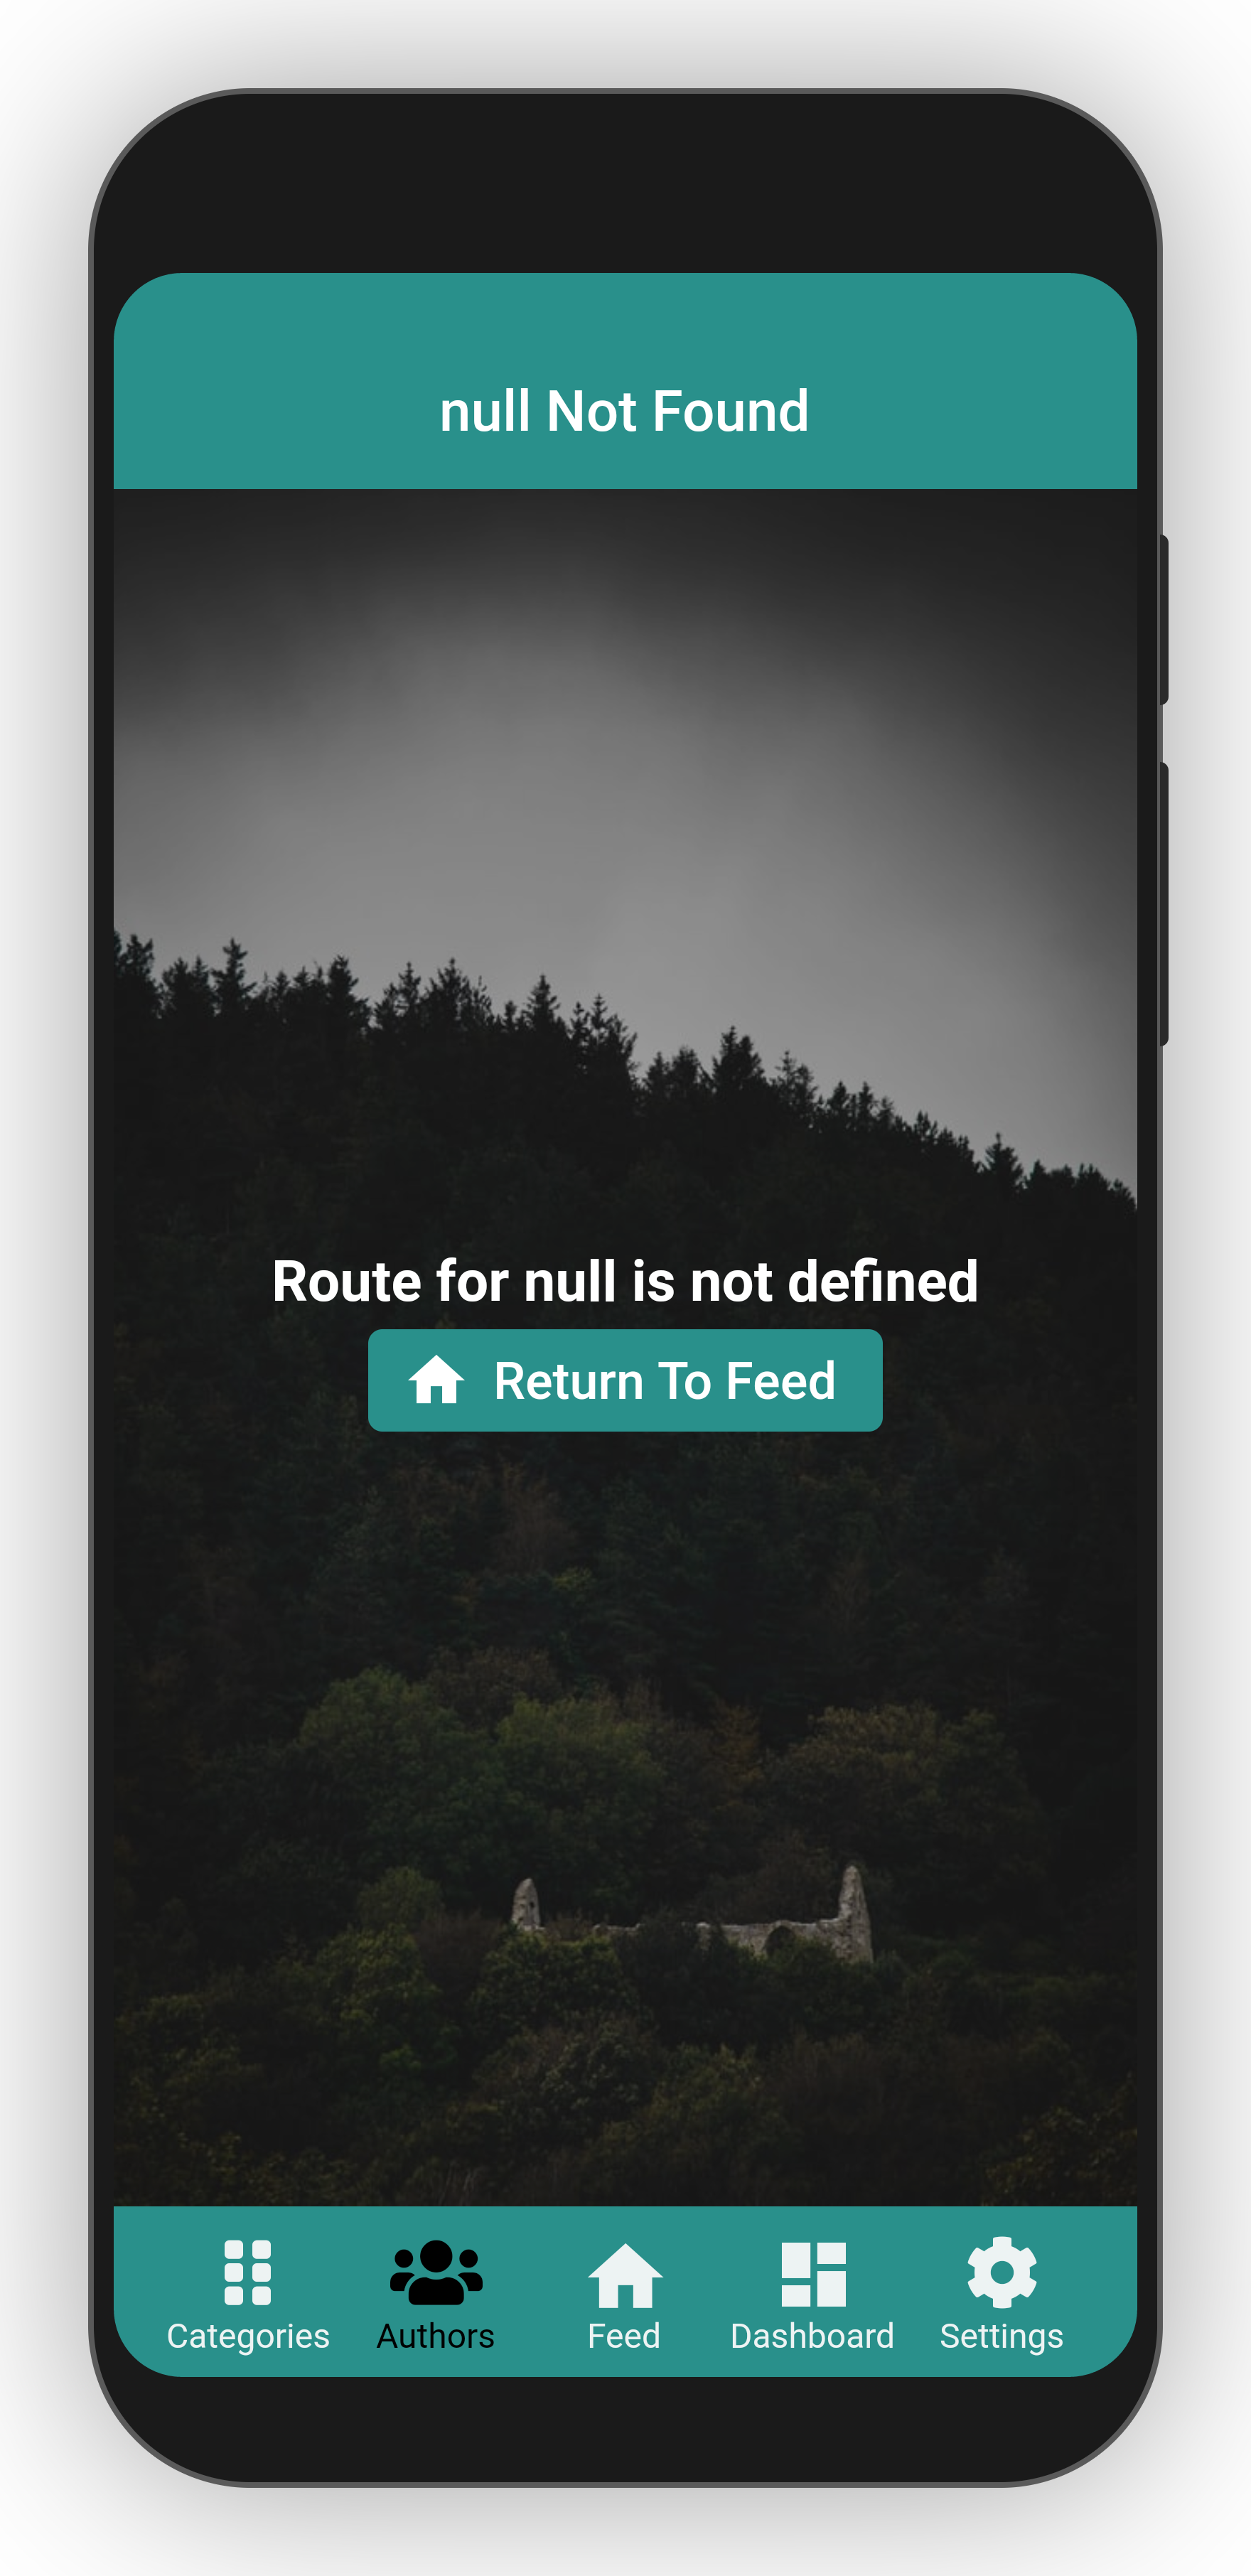 null Not Found
Route for null is not defined
Return To Feed
Categories Authors Feed Dashboard Settings